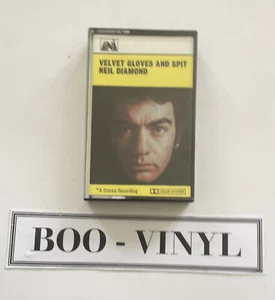 VELVET GLOVES AND SPIT
NEIL DIAMOND
*A Stereo Recording
BOO - VINYL